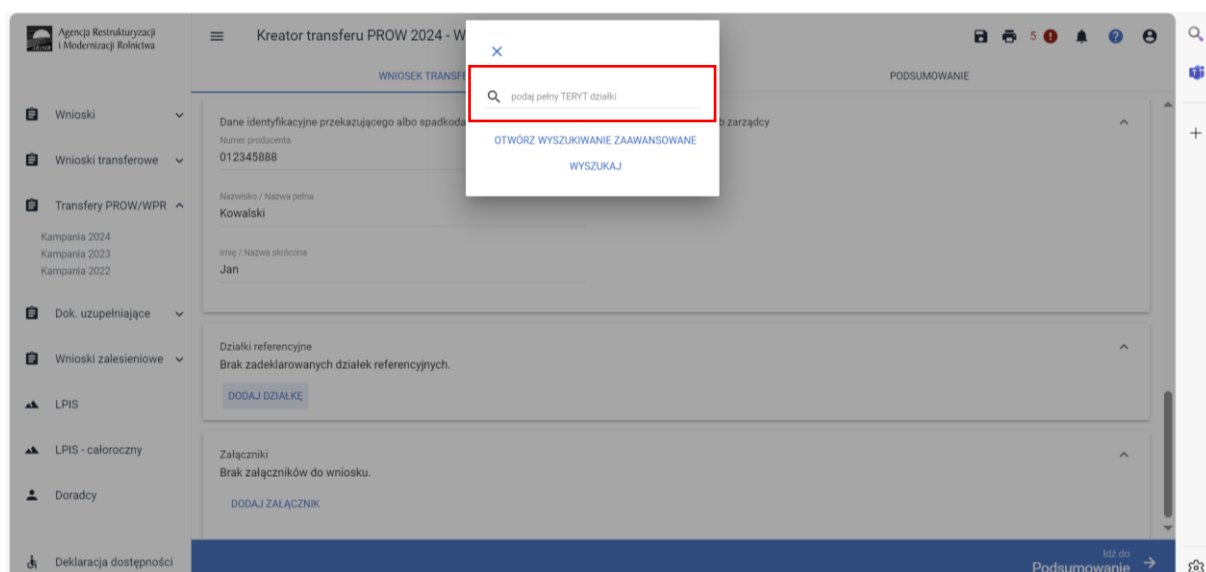 Agencja Restrukturyzacji
i Modernizacji Rolnictwa
Kreator transferu PROW 2024 - W
5
WNIOSEK TRANSFE
PODSUMOWANIE
podaj pełny TERYT działki
OTWÓRZ WYSZUKIWANIE ZAAWANSOWANE
WYSZUKAJ
Wnioski
Wnioski transferowe
Transfery PROW/WPR
Kampania 2024
Kampania 2023
Kampania 2022
Dok. uzupełniające
Wnioski zalesieniowe
LPIS
LPIS - całoroczny
Doradcy
Deklaracja dostępności
Dane identyfikacyjne przekazującego albo spadkoda
b zarządcy
Numer producenta
012345888
Nazwisko / Nazwa pełna
Kowalski
Imię / Nazwa skrócona
Jan
Działki referencyjne
Brak zadeklarowanych działek referencyjnych.
DODAJ DZIAŁKĘ
Załączniki
Brak załączników do wniosku.
DODAJ ZAŁĄCZNIK
Idź do
Podsumowanie